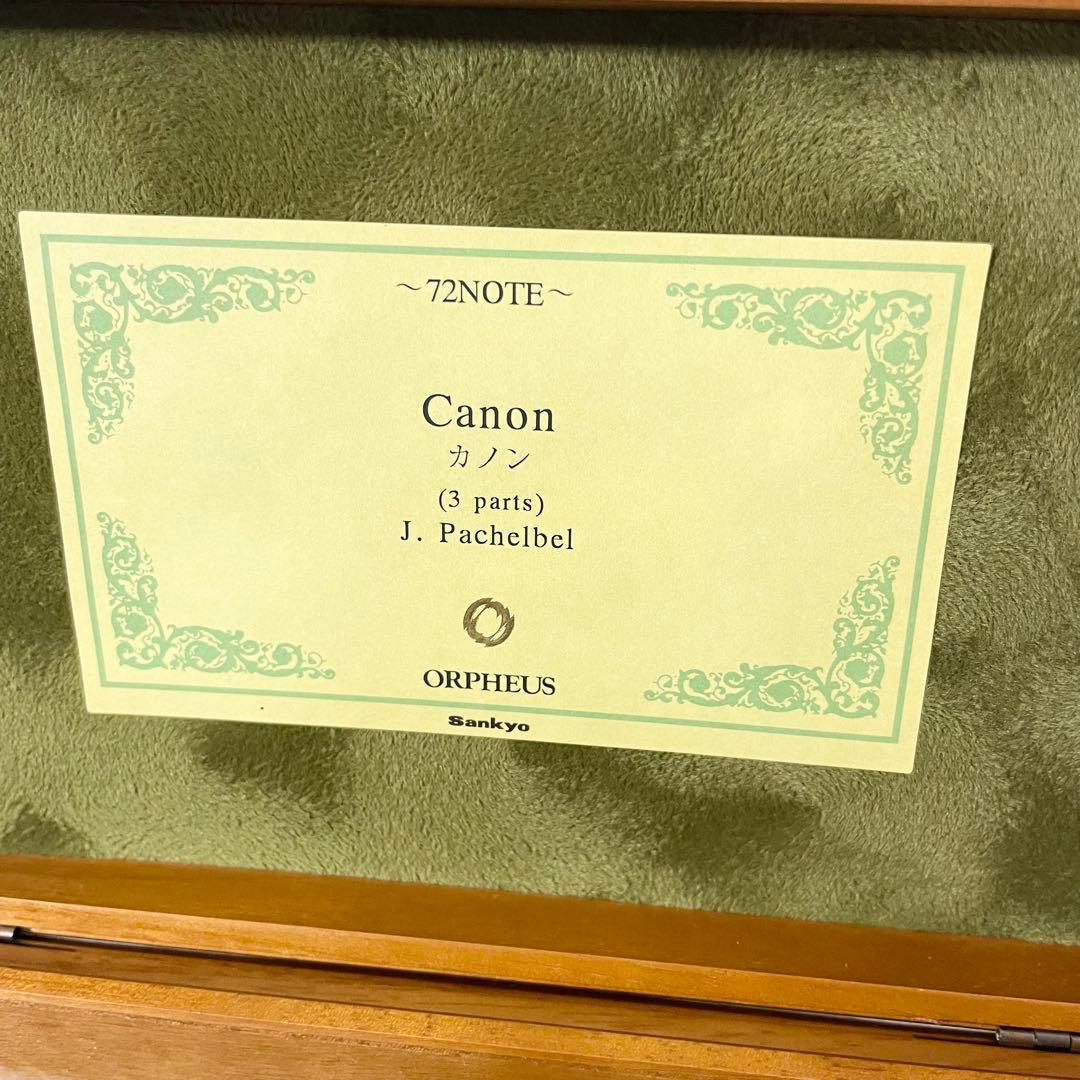 ～72NOTE～
Canon
カノン
(3 parts)
J. Pachelbel
ORPHEUS
Sankyo